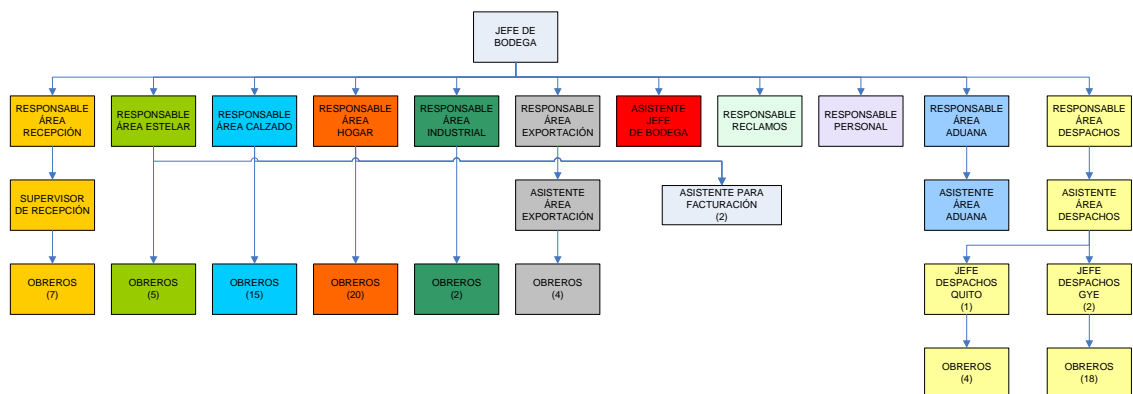 JEFE DE
BODEGA
RESPONSABLE
ÁREA
RECEPCIÓN
RESPONSABLE
ÁREA ESTELAR
RESPONSABLE
ÁREA CALZADO
RESPONSABLE
ÁREA
HOGAR
RESPONSABLE
ÁREA
INDUSTRIAL
RESPONSABLE
ÁREA
EXPORTACIÓN
ASISTENTE
JEFE
DE BODEGA
RESPONSABLE
RECLAMOS
RESPONSABLE
PERSONAL
RESPONSABLE
ÁREA
ADUANA
RESPONSABLE
ÁREA
DESPACHOS
SUPERVISOR
DE RECEPCIÓN
ASISTENTE
ÁREA
EXPORTACIÓN
ASISTENTE PARA
FACTURACIÓN
(2)
ASISTENTE
ÁREA
ADUANA
ASISTENTE
ÁREA
DESPACHOS
OBREROS
(7)
OBREROS
(5)
OBREROS
(15)
OBREROS
(20)
OBREROS
(2)
OBREROS
(4)
JEFE
DESPACHOS
QUITO
(1)
JEFE
DESPACHOS
GYE
(2)
OBREROS
(4)
OBREROS
(18)